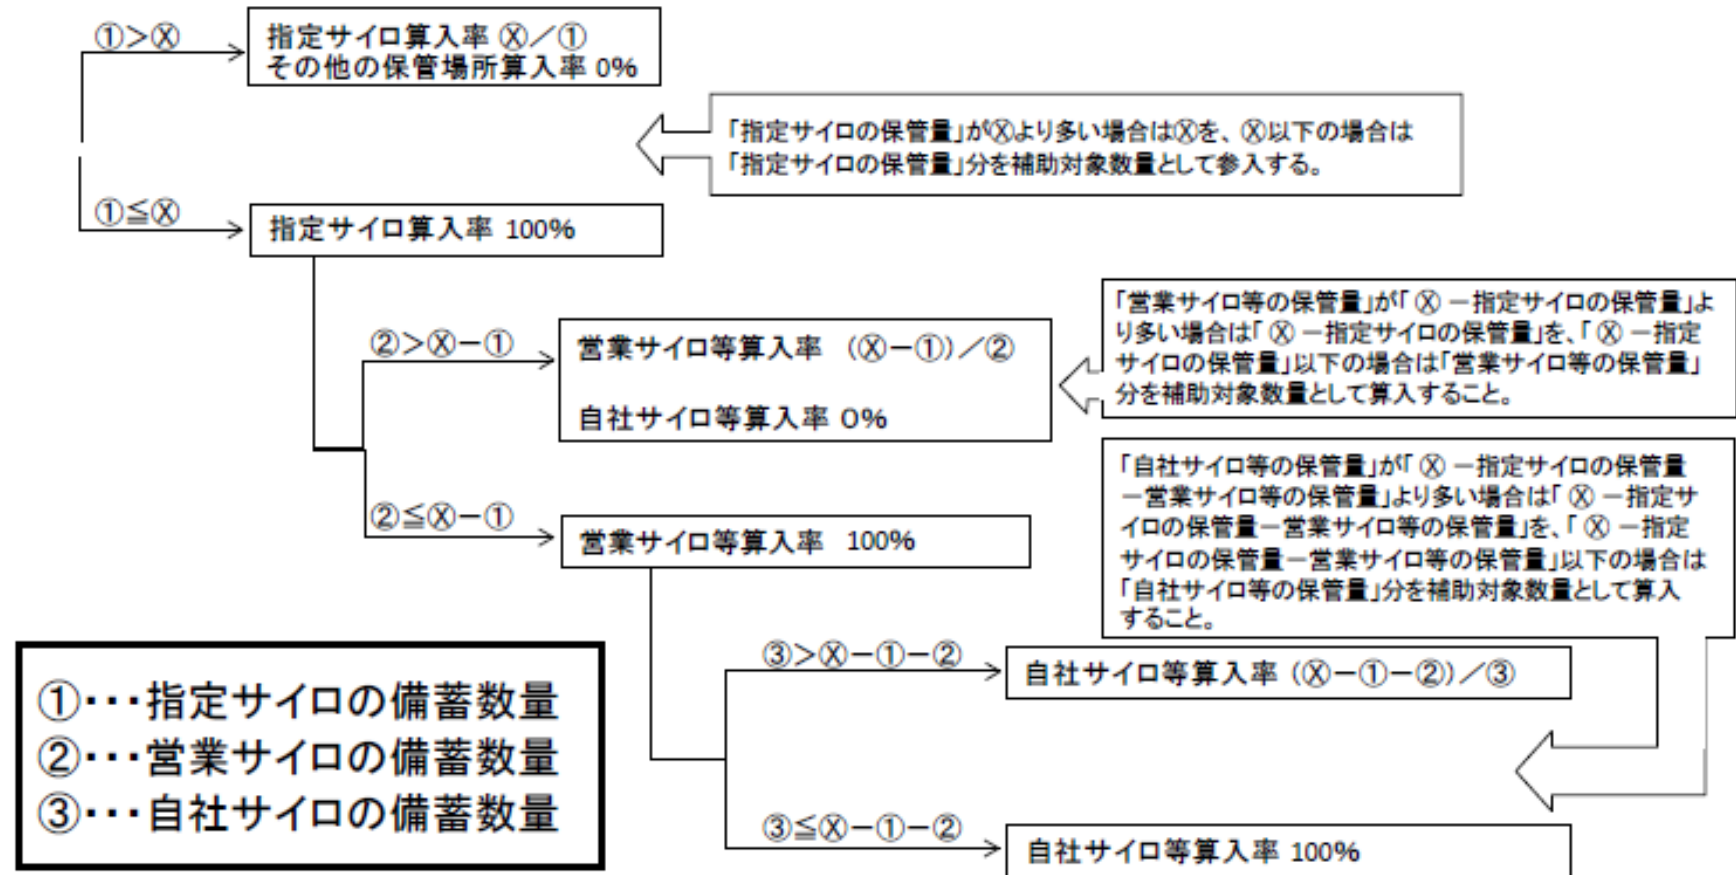 ①>Ⓧ
指定サイロ算入率 Ⓧ／①
その他の保管場所算入率 0%
「指定サイロの保管量」がⓍより多い場合はⓍを、Ⓧ以下の場合は
「指定サイロの保管量」分を補助対象数量として参入する。
①≦Ⓧ
指定サイロ算入率 100%
②>Ⓧ－①
営業サイロ等算入率 (Ⓧ－①)／②
自社サイロ等算入率 0%
「営業サイロ等の保管量」が「Ⓧ－指定サイロの保管量」よ
り多い場合は「Ⓧ－指定サイロの保管量」を、「Ⓧ－指定
サイロの保管量」以下の場合は「営業サイロ等の保管量」
分を補助対象数量として算入すること。
②≦Ⓧ－①
営業サイロ等算入率 100%
「自社サイロ等の保管量」が「Ⓧ－指定サイロの保管量
－営業サイロ等の保管量」より多い場合は「Ⓧ－指定サ
イロの保管量－営業サイロ等の保管量」を、「Ⓧ－指定
サイロの保管量－営業サイロ等の保管量」以下の場合は
「自社サイロ等の保管量」分を補助対象数量として算入
すること。
③>Ⓧ－①－②
自社サイロ等算入率 (Ⓧ－①－②)／③
③≦Ⓧ－①－②
自社サイロ等算入率 100%
①･･･指定サイロの備蓄数量
②･･･営業サイロの備蓄数量
③･･･自社サイロの備蓄数量